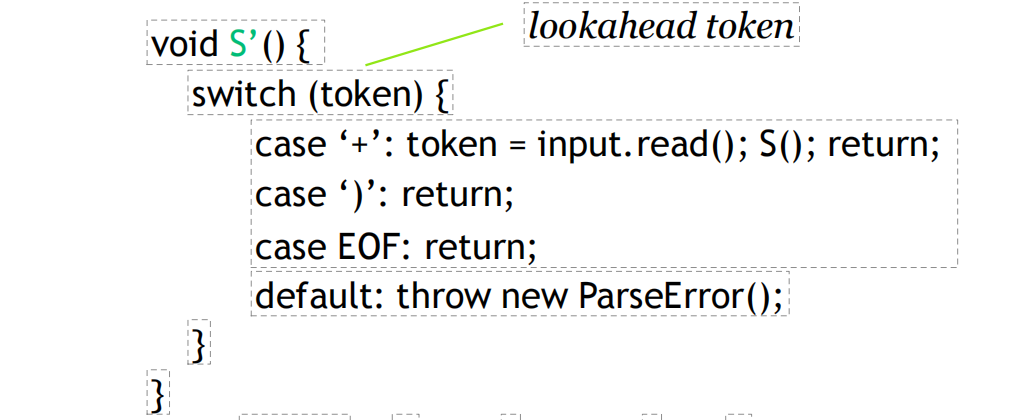 lookahead token
void S’() {
switch (token) {
case ‘+’: token = input.read(); S(); return;
case ‘)’: return;
case EOF: return;
default: throw new ParseError();
}
}